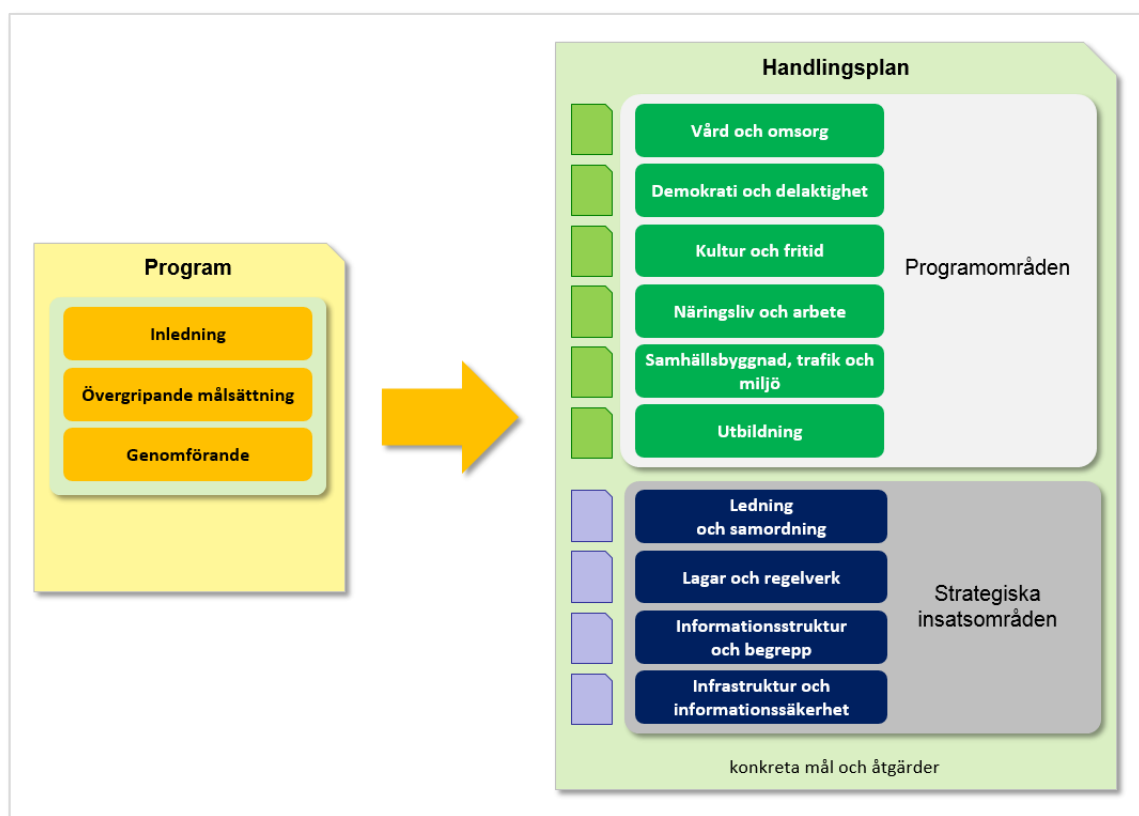 Program
Inledning
Övergripande målsättning
Genomförande
Handlingsplan
Vård och omsorg
Demokrati och delaktighet
Kultur och fritid
Näringsliv och arbete
Samhällsbyggnad, trafik och
miljö
Utbildning
Programområden
Ledning
och samordning
Lagar och regelverk
Informationsstruktur
och begrepp
Infrastruktur och
informationssäkerhet
Strategiska
insatsområden
konkreta mål och åtgärder